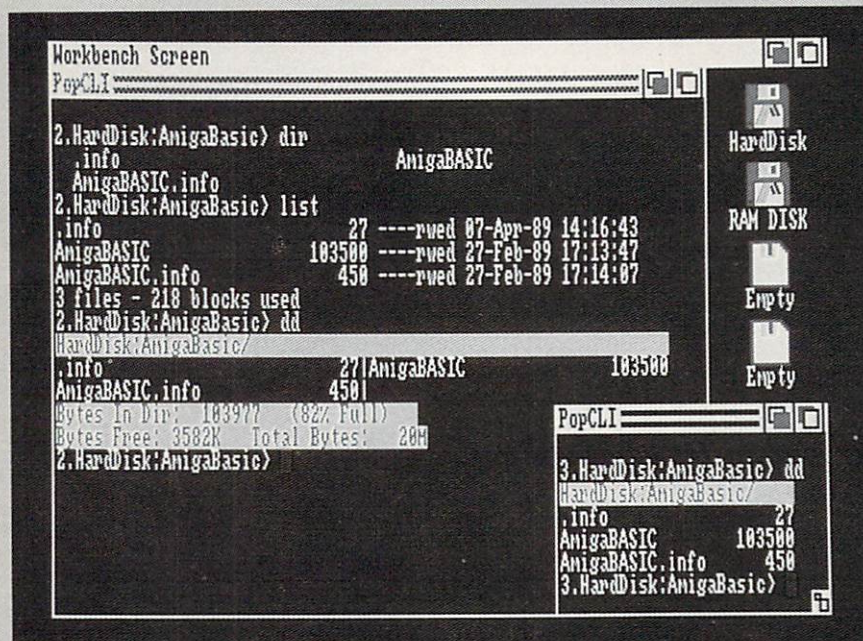 Workbench Screen
PopCLI
2.HardDisk:AmigaBasic> dir
.info AmigaBASIC
AmigaBASIC.info
2.HardDisk:AmigaBasic> list
.info 27 ----rwed 07-Apr-89 14:16:43
AmigaBASIC 103500 ----rwed 27-Feb-89 17:13:47
AmigaBASIC.info 450 ----rwed 27-Feb-89 17:14:07
3 files - 218 blocks used
2.HardDisk:AmigaBasic> dd
HardDisk:AmigaBasic/
.info 27|AmigaBASIC 103500
AmigaBASIC.info 450|
Bytes In Dir: 103977 (82% Full)
Bytes Free: 3582K Total Bytes: 20M
2.HardDisk:AmigaBasic>
HardDisk
RAM DISK
Empty
Empty
PopCLI
3.HardDisk:AmigaBasic> dd
HardDisk:AmigaBasic/
.info 27
AmigaBASIC 103500
AmigaBASIC.info 450
3.HardDisk:AmigaBasic>